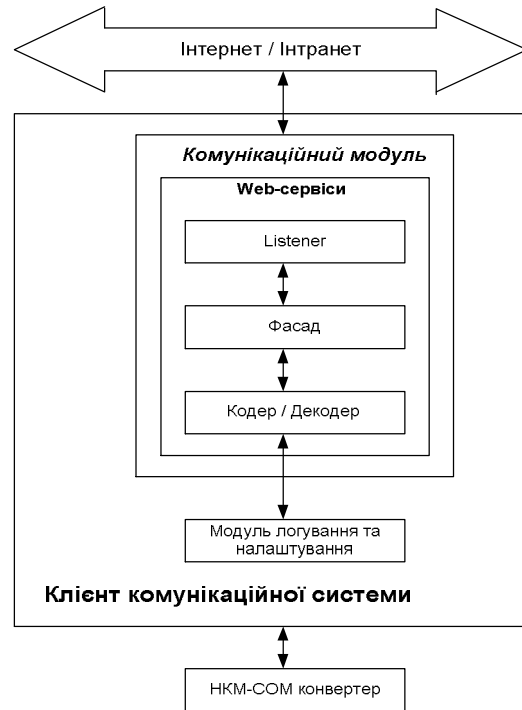 Інтернет / Інтранет
Комунікаційний модуль
Web-сервіси
Listener
Фасад
Кодер / Декодер
Модуль логування та
налаштування
Клієнт комунікаційної системи
НКМ-COM конвертер